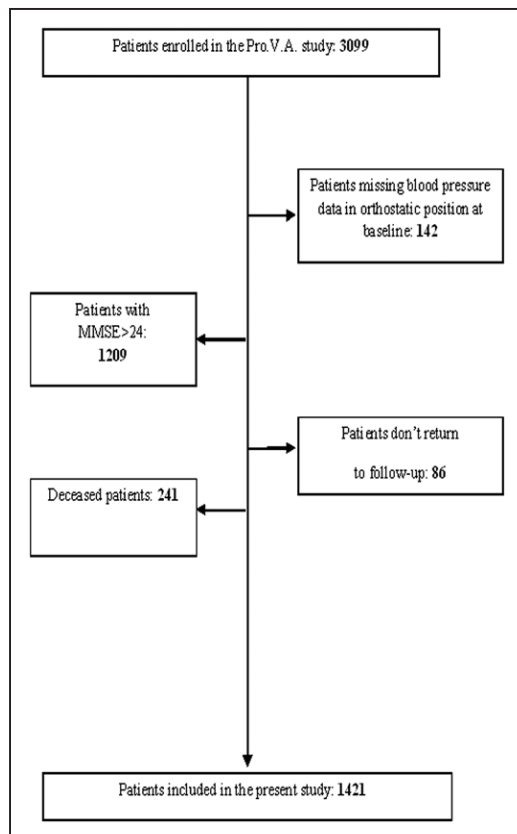 Patients enrolled in the Pro.V.A. study: 3099
Patients missing blood pressure
data in orthostatic position at
baseline: 142
Patients with
MMSE>24:
1209
Patients don't return
to follow-up: 86
Deceased patients: 241
Patients included in the present study: 1421